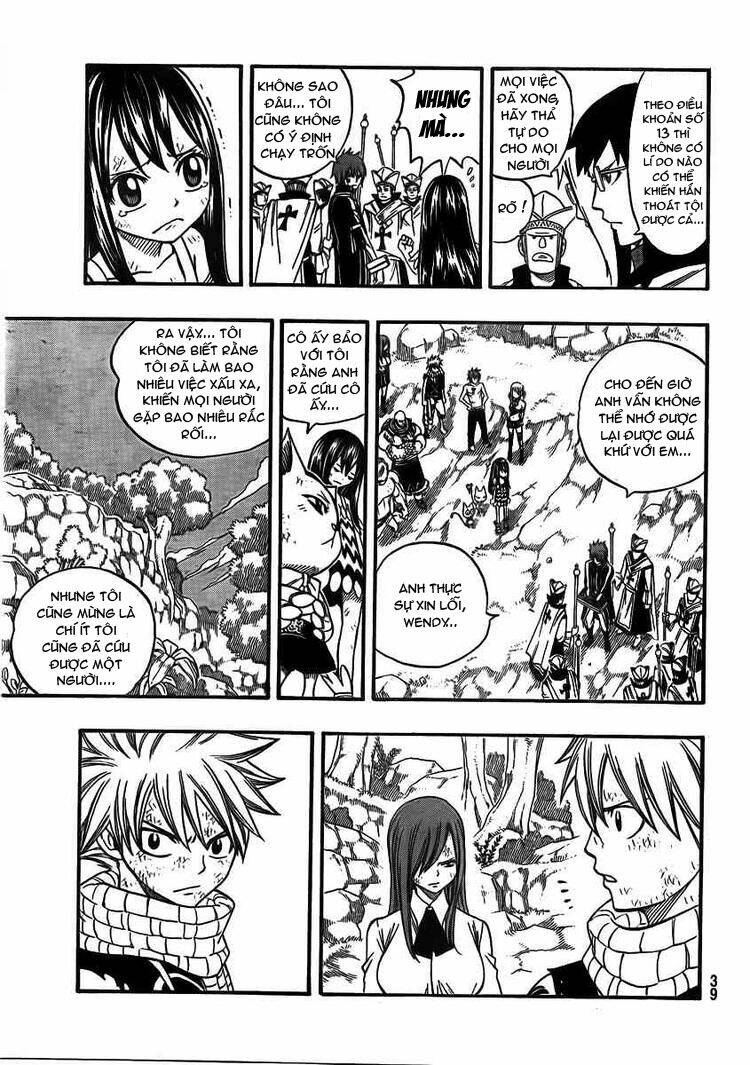 THEO ĐIỀU
KHOẢN SỐ
13 THÌ
KHÔNG CÓ
LÍ DO NÀO
CÓ THỂ
KHIẾN HẮN
THOÁT TỘI
ĐƯỢC CẢ...
MỌI VIỆC
ĐÃ XONG,
HÃY THẢ
TỰ DO
CHO MỌI
NGƯỜI
RÕ !
NHƯNG
MÀ...
KHÔNG SAO
ĐÂU... TÔI
CŨNG KHÔNG
CÓ Ý ĐỊNH
CHẠY TRỐN
CHO ĐẾN GIỜ
ANH VẪN KHÔNG
THỂ NHỚ ĐƯỢC
LẠI ĐƯỢC QUÁ
KHỨ VỚI EM...
ANH THỰC
SỰ XIN LỖI,
WENDY..
CÔ ẤY BẢO
VỚI TÔI
RẰNG ANH
ĐÃ CỨU CÔ
ẤY...
RA VẬY... TÔI
KHÔNG BIẾT RẰNG
TÔI ĐÃ LÀM BAO
NHIÊU VIỆC XẤU XA,
KHIẾN MỌI NGƯỜI
GẶP BAO NHIÊU RẮC
RỐI...
NHƯNG TÔI
CŨNG MỪNG LÀ
CHÍ ÍT TÔI
CŨNG ĐÃ CỨU
ĐƯỢC MỘT
NGƯỜI....
39